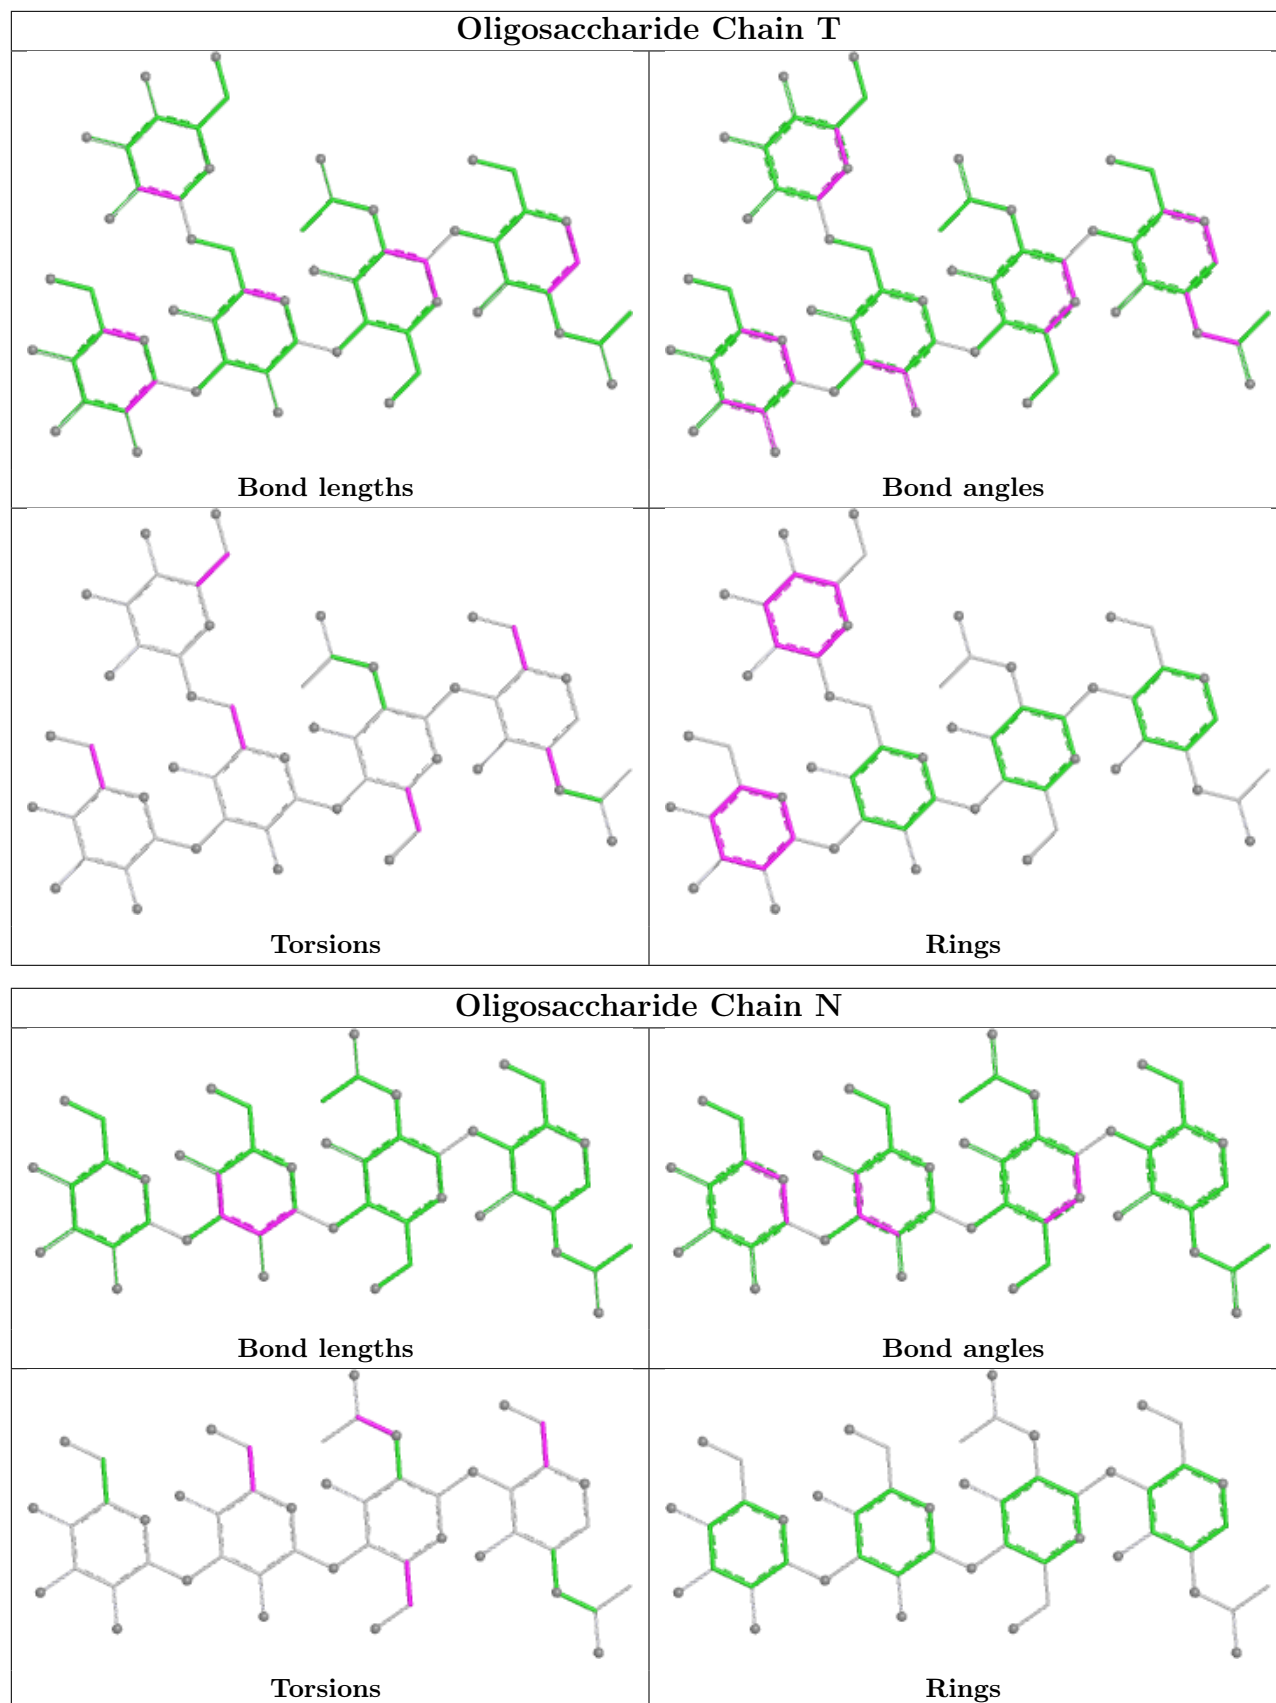 Oligosaccharide Chain T
Bond lengths
Bond angles
Torsions
Rings
Oligosaccharide Chain N
Bond lengths
Bond angles
Torsions
Rings